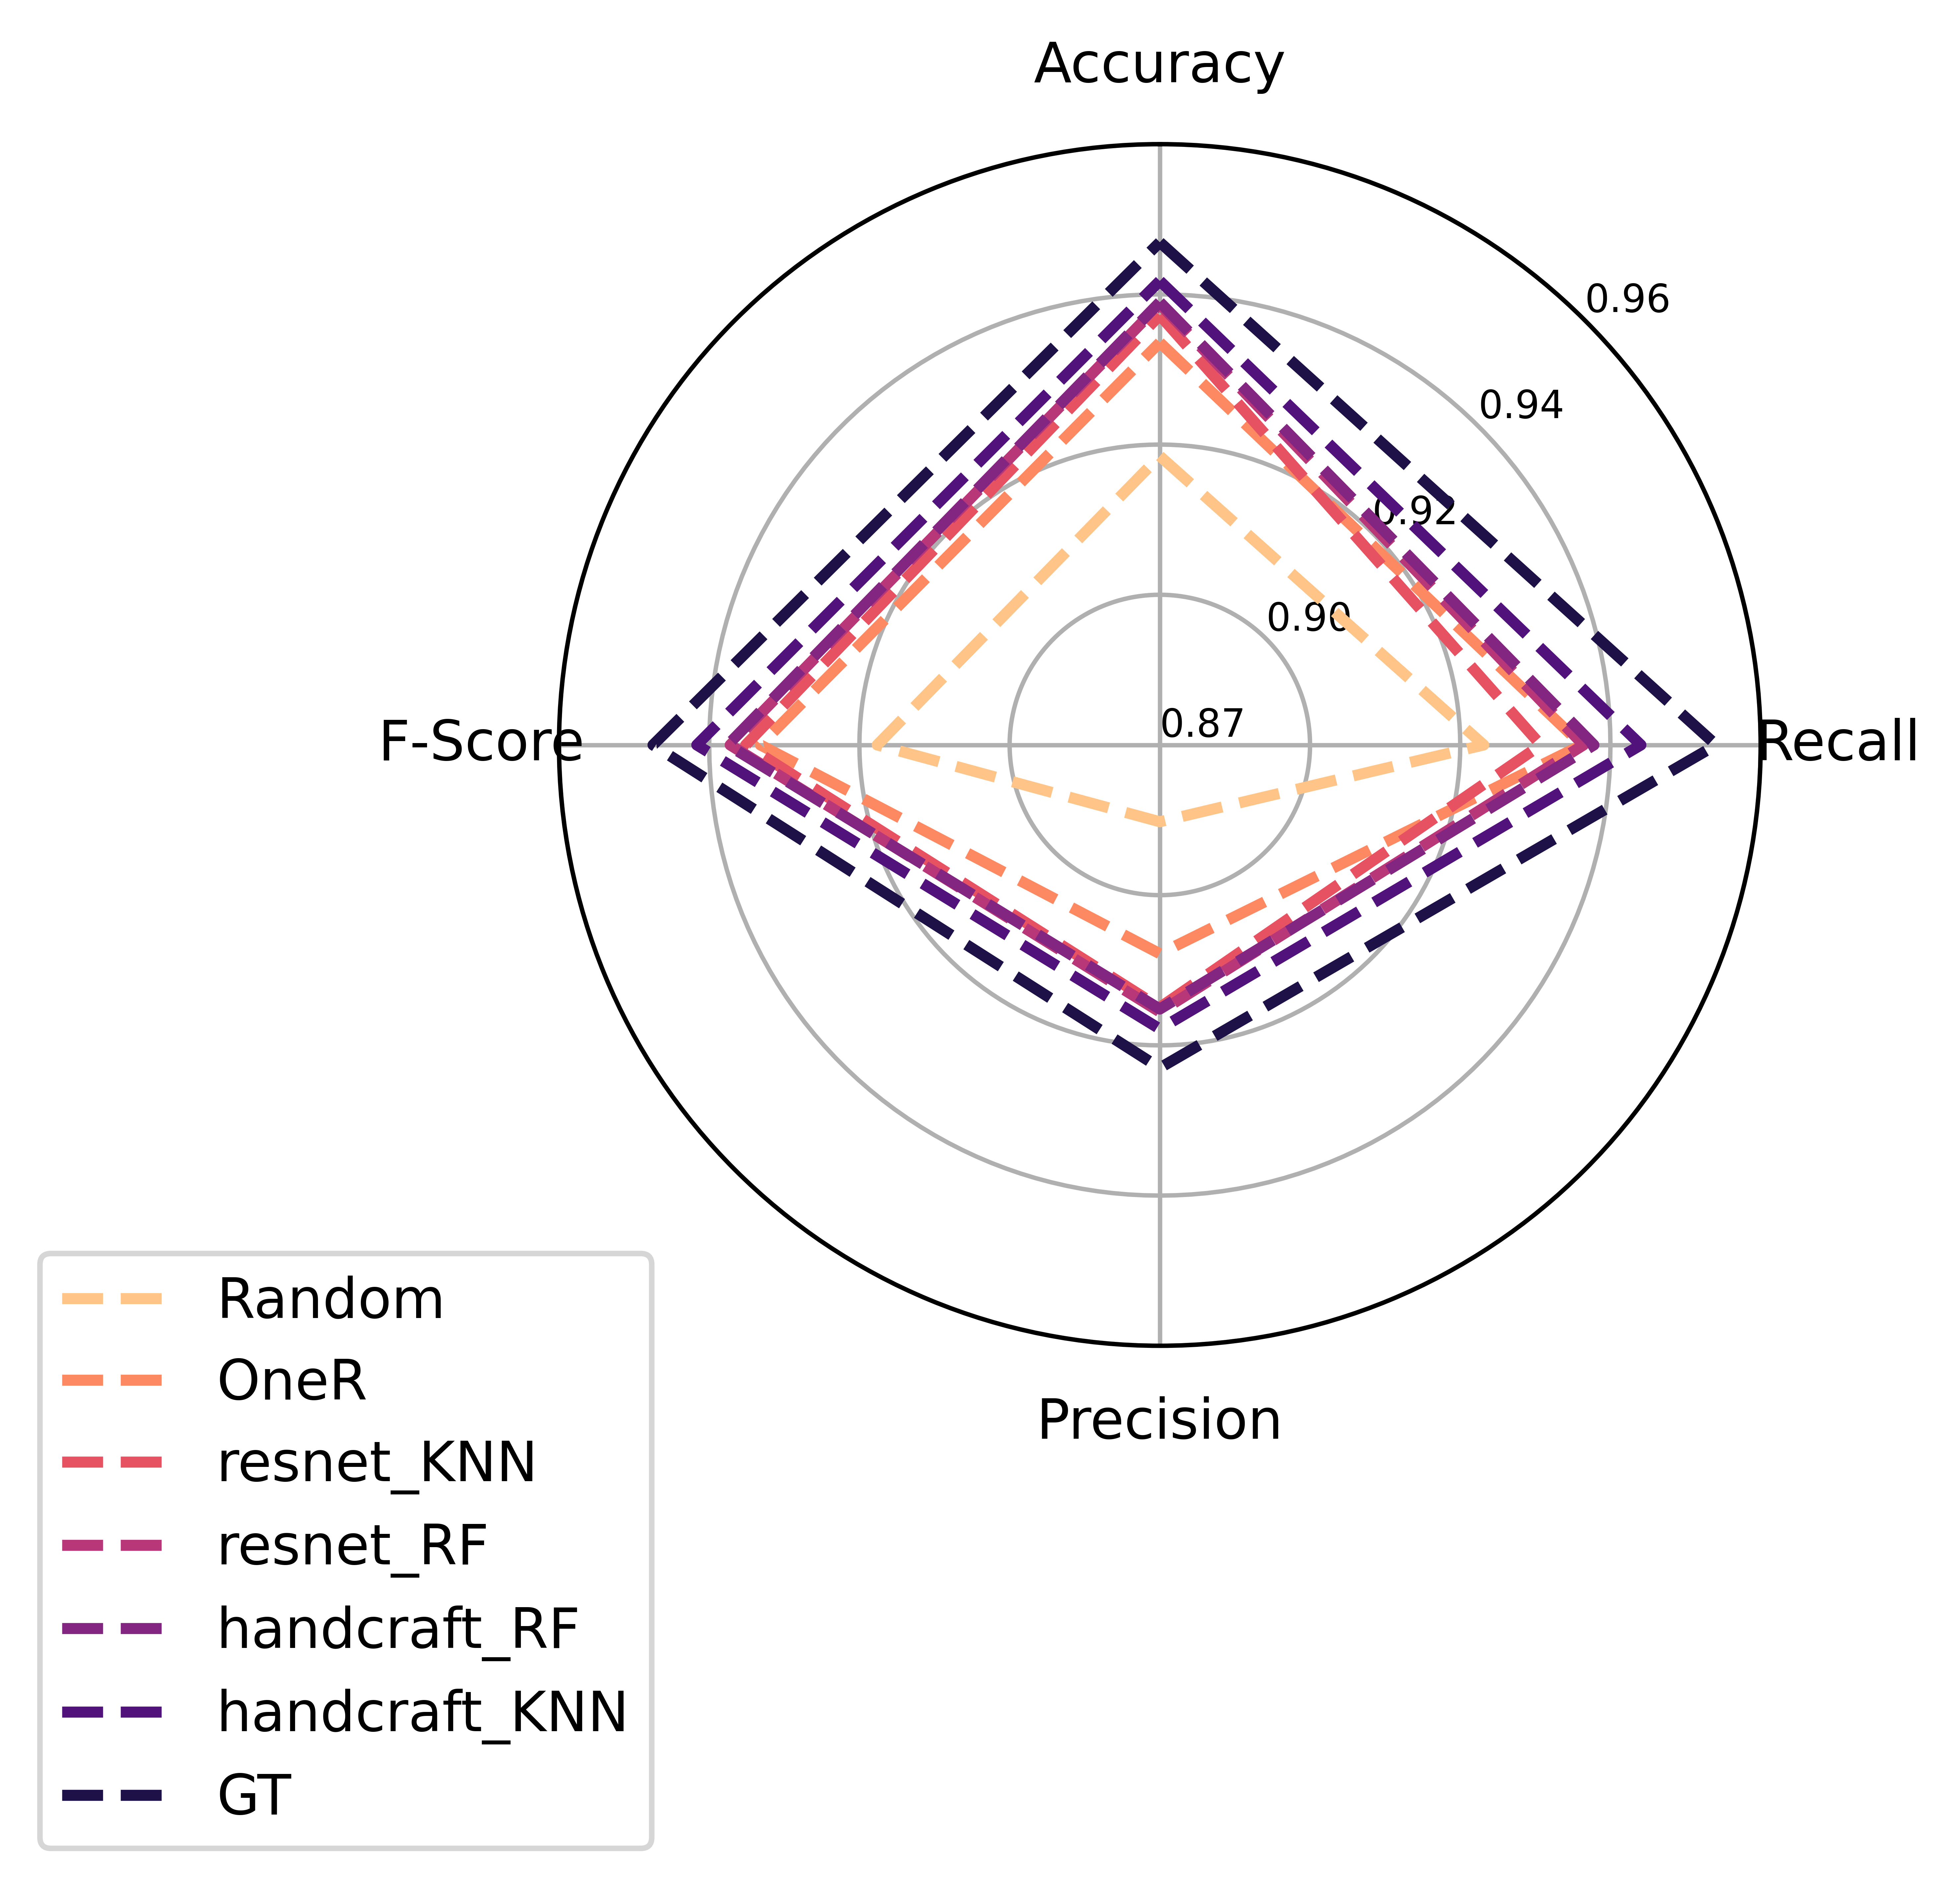 Accuracy
0.96
0.94
0.92
0.90
0.87
F-Score
Recall
Precision
Random
OneR
resnet_KNN
resnet_RF
handcraft_RF
handcraft_KNN
GT